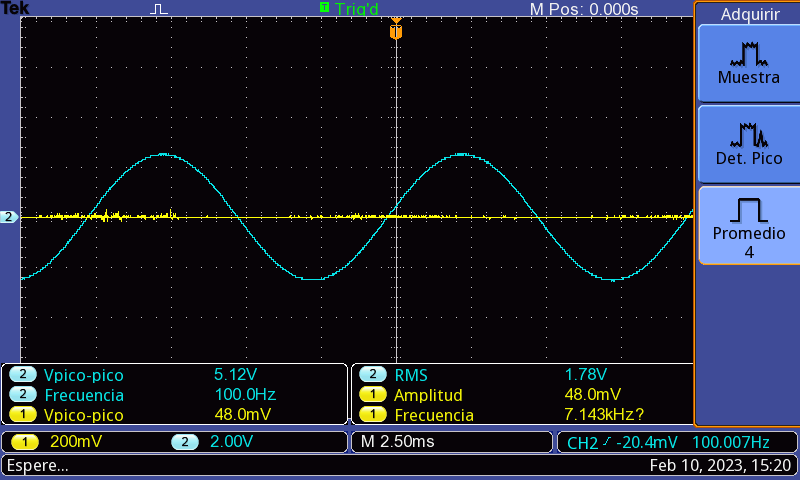 Tek T Trig'd M Pos: 0.000s
T
Adquirir
Muestra
Det. Pico
Promedio
4
2
2 Vpico-pico 5.12V 2 RMS 1.78V
2 Frecuencia 100.0Hz 1 Amplitud 48.0mV
1 Vpico-pico 48.0mV 1 Frecuencia 7.143kHz?
1 200mV 2 2.00V M 2.50ms CH2 -20.4mV 100.007Hz
Espere... Feb 10, 2023, 15:20